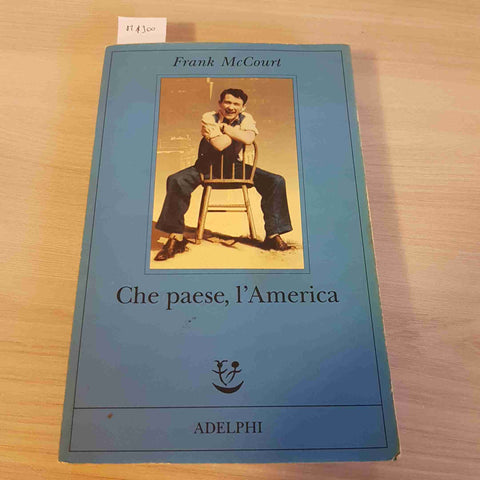 Frank McCourt
Che paese, l'America
ADELPHI